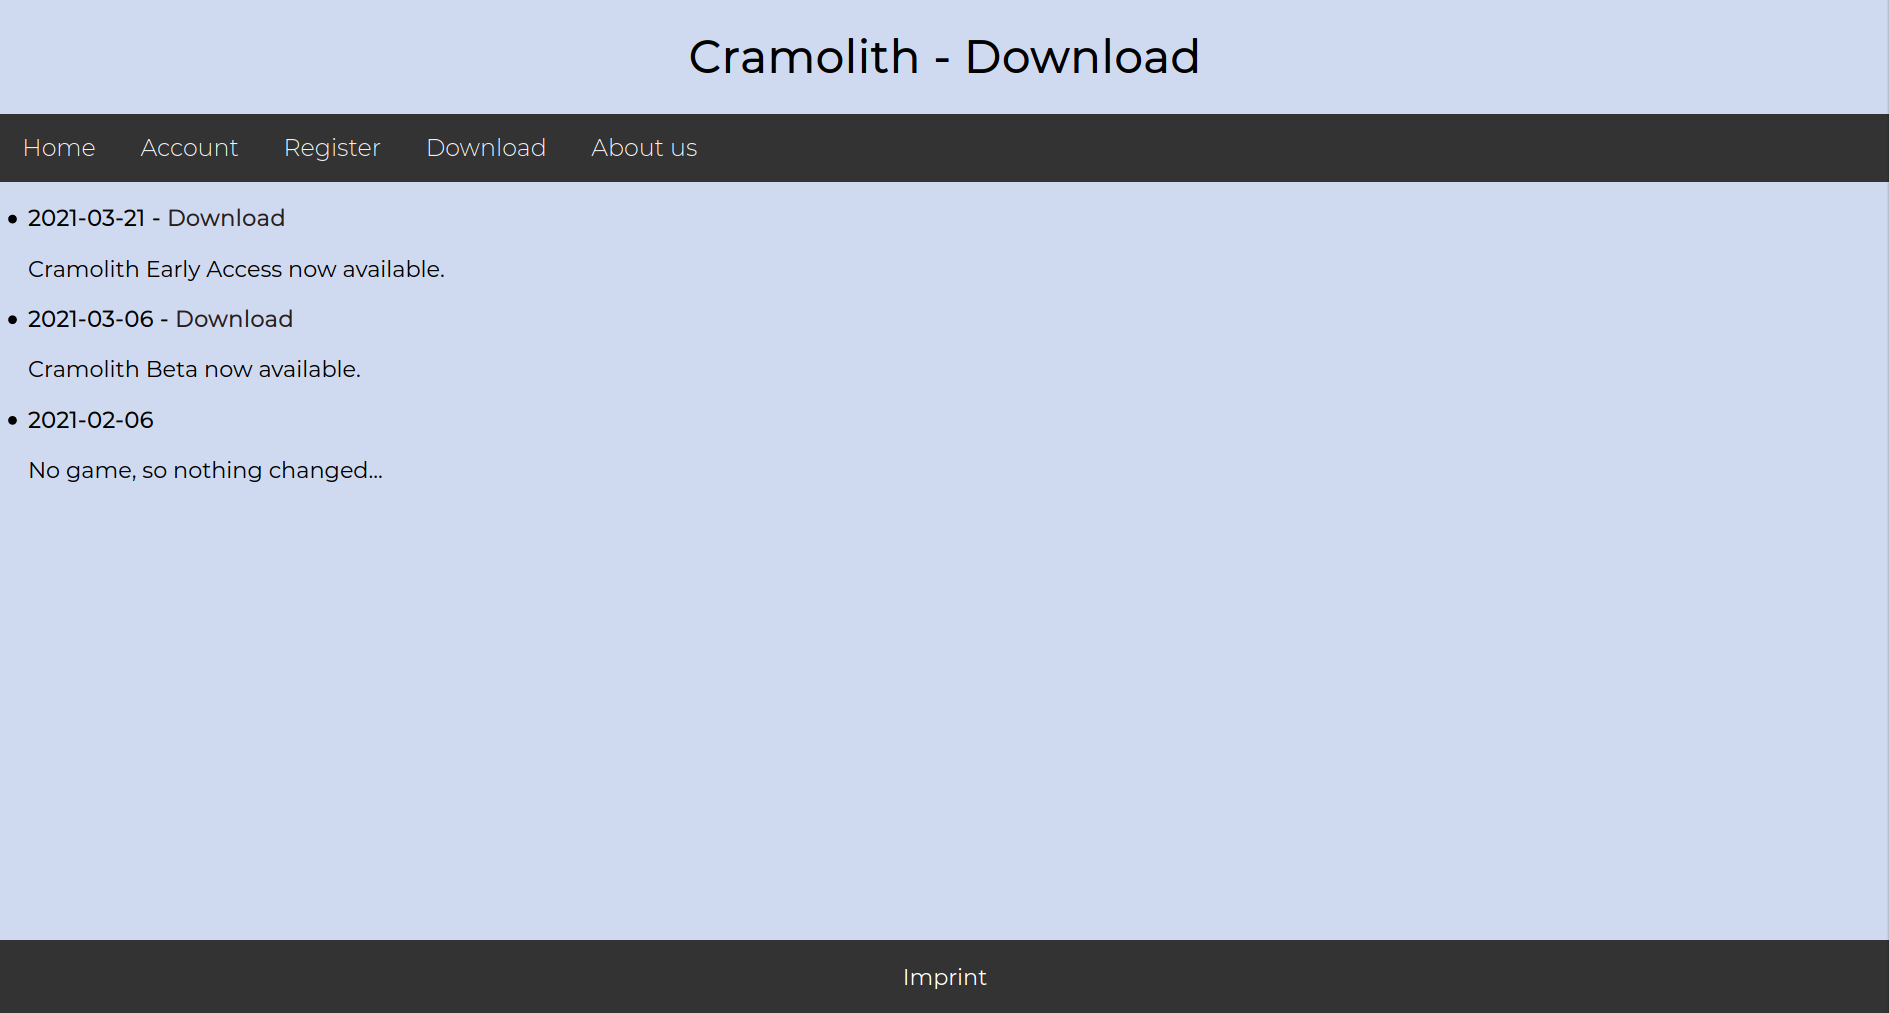 Cramolith - Download
Home Account Register Download About us
2021-03-21 - Download
Cramolith Early Access now available.
2021-03-06 - Download
Cramolith Beta now available.
2021-02-06
No game, so nothing changed...
Imprint